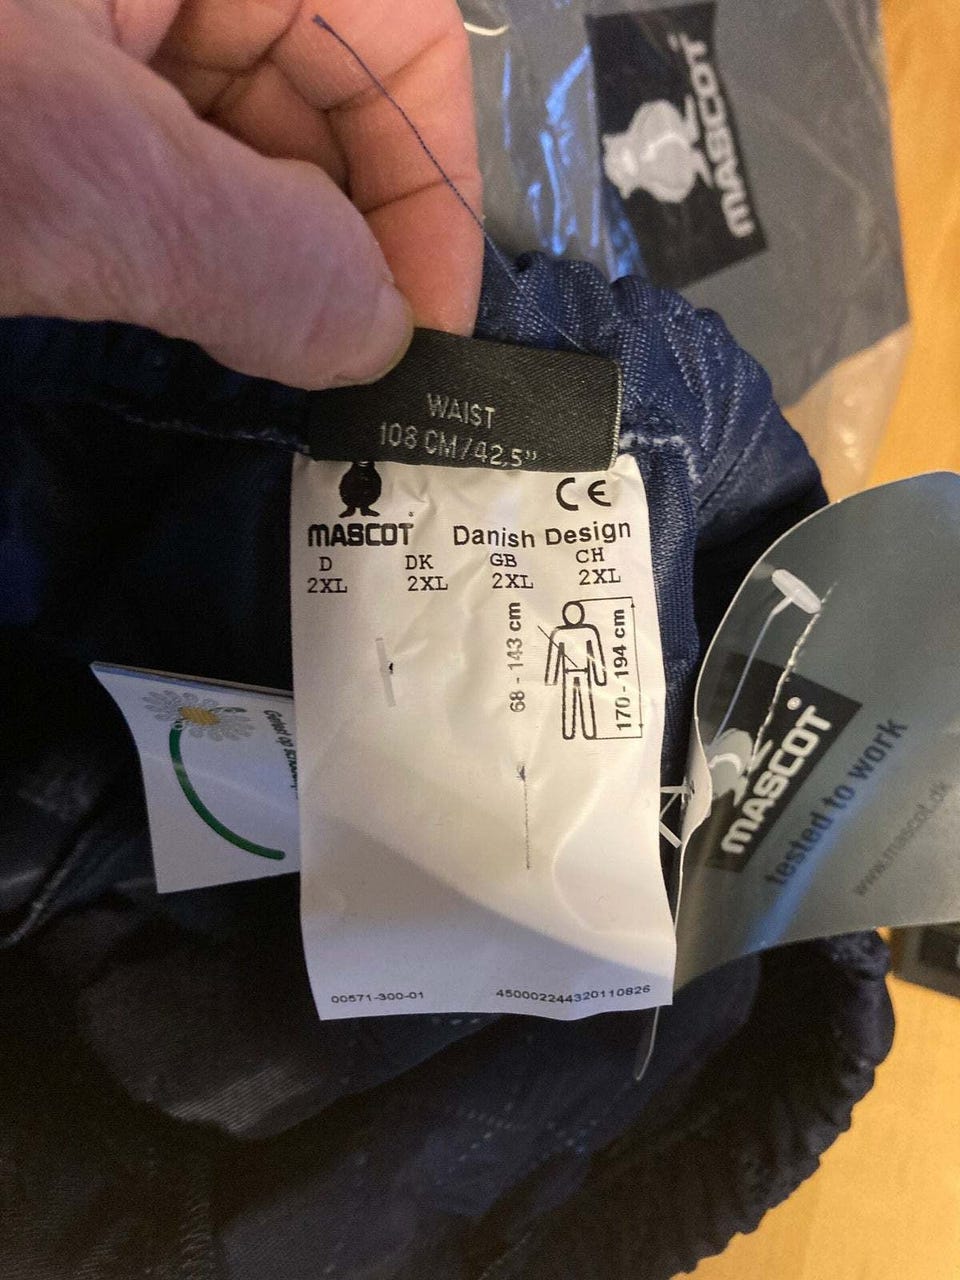 MASCOT
WAIST
108 CM/42,5"
CE
MASCOT® Danish Design
D DK GB CH
2XL 2XL 2XL 2XL
68 - 143 cm
170 - 194 cm
00571-300-01 450002244320110826
MASCOT®
tested to work
www.mascot.dk